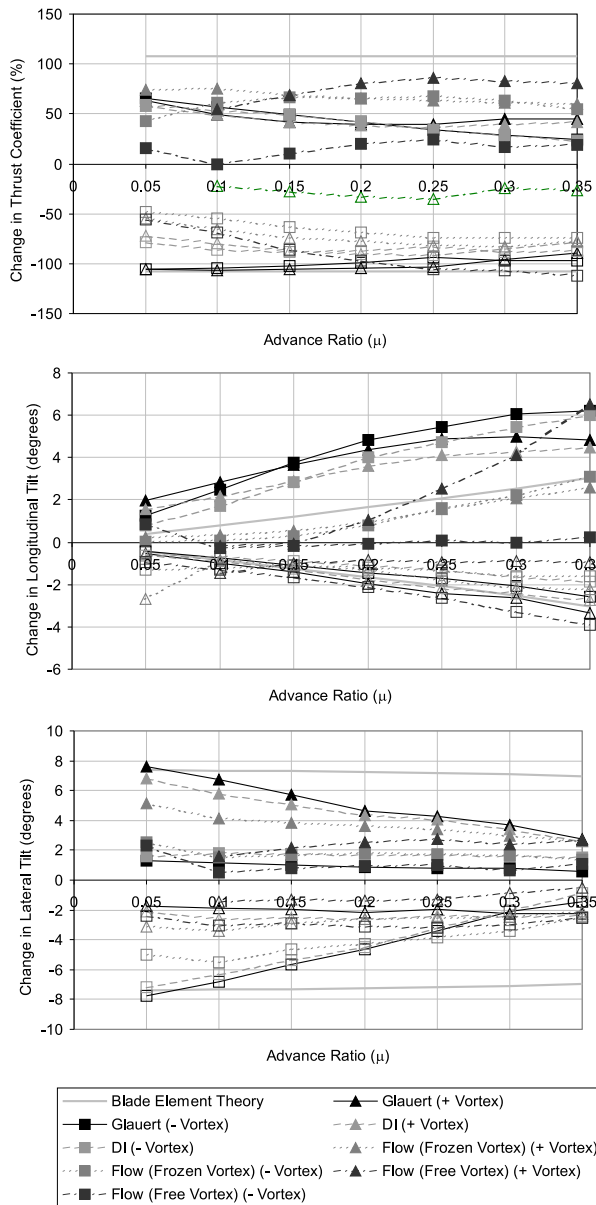 150
100
50
0
-50
-100
-150
0.05 0.1 0.15 0.2 0.25 0.3 0.35
Change in Thrust Coefficient (%)
Advance Ratio (μ)
8
6
4
2
0
-2
-4
-6
0.05 0.1 0.15 0.2 0.25 0.3 0.3
Change in Longitudinal Tilt (degrees)
Advance Ratio (μ)
10
8
6
4
2
0
-2
-4
-6
-8
-10
0.05 0.1 0.15 0.2 0.25 0.3 0.35
Change in Lateral Tilt (degrees)
Advance Ratio (μ)
Blade Element Theory
Glauert (+ Vortex)
Glauert (- Vortex)
DI (+ Vortex)
DI (- Vortex)
Flow (Frozen Vortex) (+ Vortex)
Flow (Frozen Vortex) (- Vortex)
Flow (Free Vortex) (+ Vortex)
Flow (Free Vortex) (- Vortex)